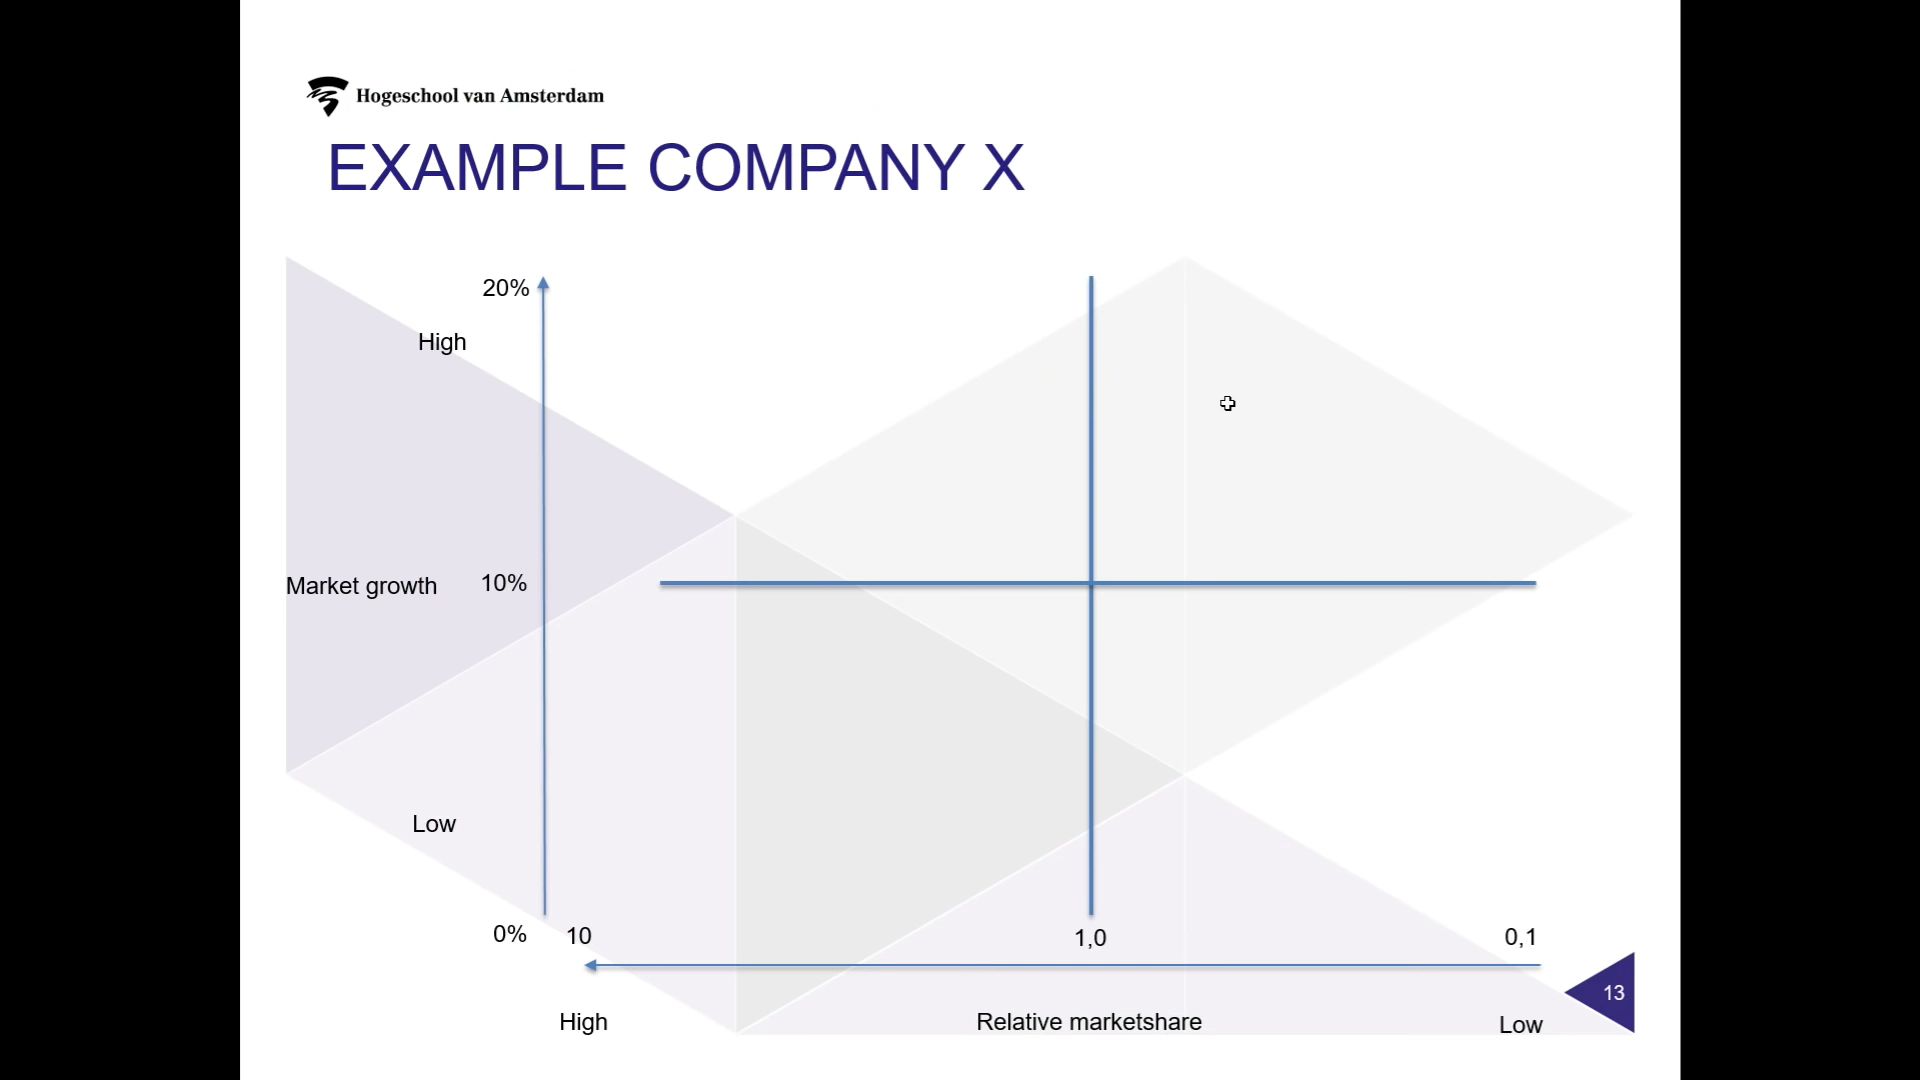 Hogeschool van Amsterdam
EXAMPLE COMPANY X
20%
High
Market growth
10%
Low
0%
10
1,0
0,1
13
High
Relative marketshare
Low